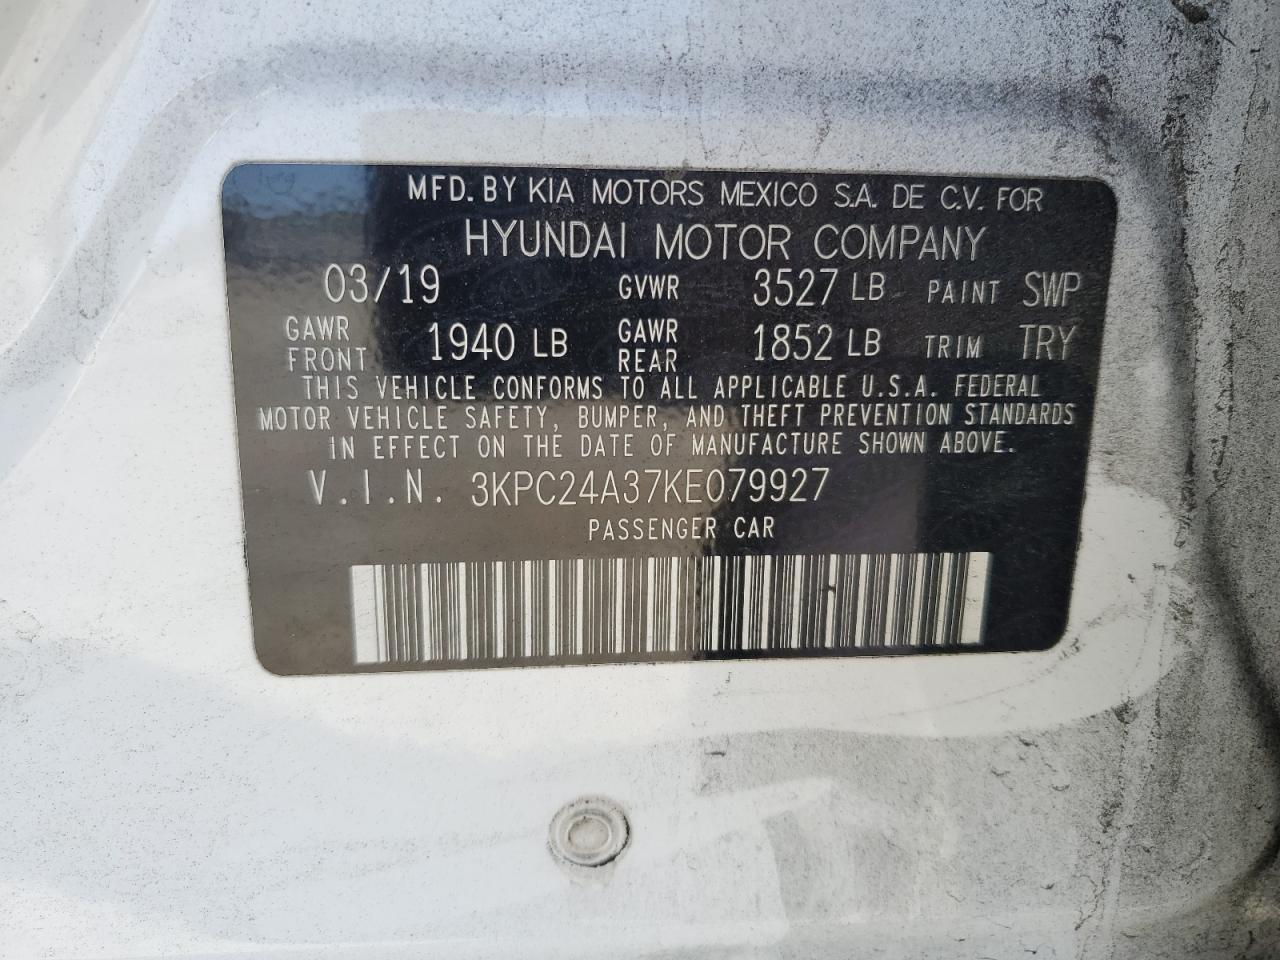 MFD. BY KIA MOTORS MEXICO S.A. DE C.V. FOR
HYUNDAI MOTOR COMPANY
03/19 GVWR 3527 LB PAINT SWP
GAWR FRONT 1940 LB GAWR REAR 1852 LB TRIM TRY
THIS VEHICLE CONFORMS TO ALL APPLICABLE U.S.A. FEDERAL
MOTOR VEHICLE SAFETY, BUMPER, AND THEFT PREVENTION STANDARDS
IN EFFECT ON THE DATE OF MANUFACTURE SHOWN ABOVE.
V.I.N. 3KPC24A37KE079927
PASSENGER CAR